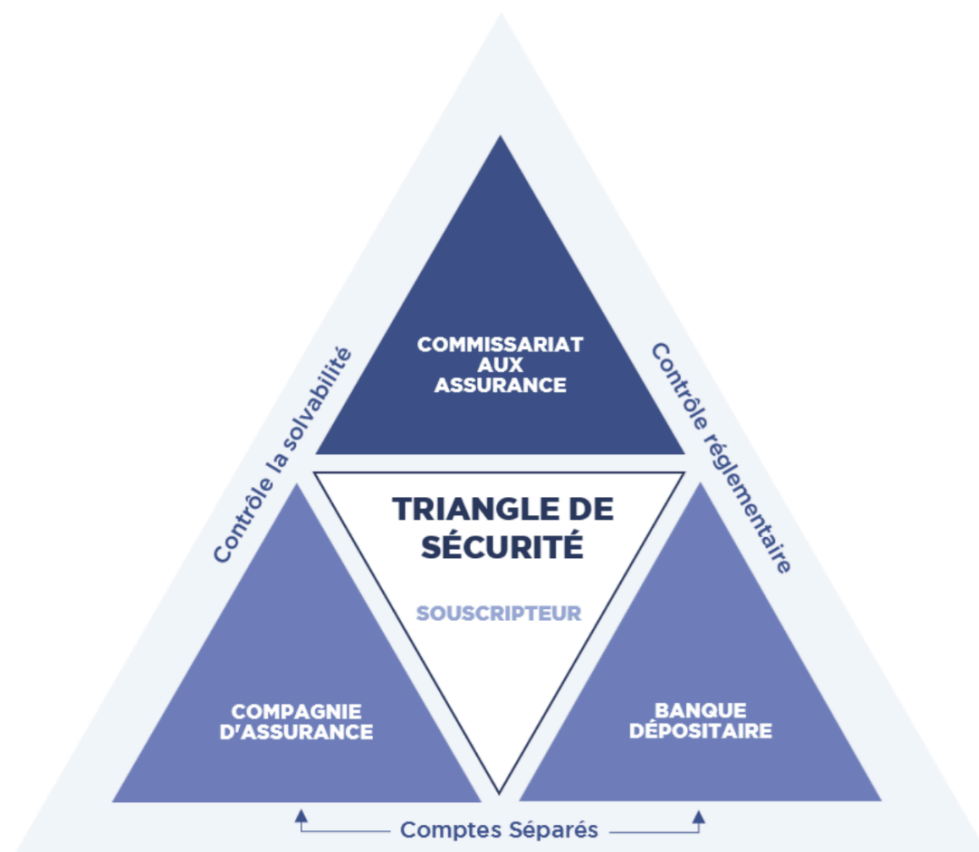 COMMISSARIAT
AUX
ASSURANCE
Contrôle la solvabilité
Contrôle réglementaire
TRIANGLE DE
SÉCURITÉ
SOUSCRIPTEUR
COMPAGNIE
D'ASSURANCE
BANQUE
DÉPOSITAIRE
Comptes Séparés